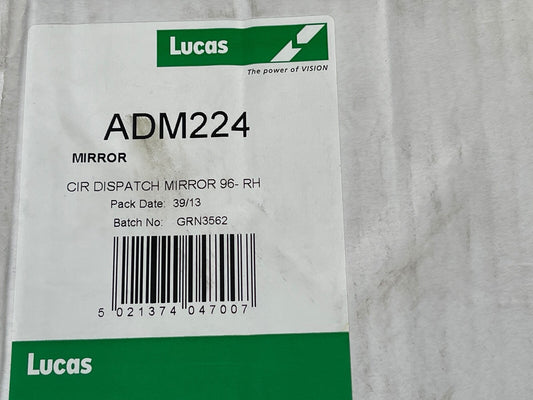 Lucas
The power of VISION
ADM224
MIRROR
CIR DISPATCH MIRROR 96- RH
Pack Date: 39/13
Batch No: GRN3562
5 021374 047007
Lucas